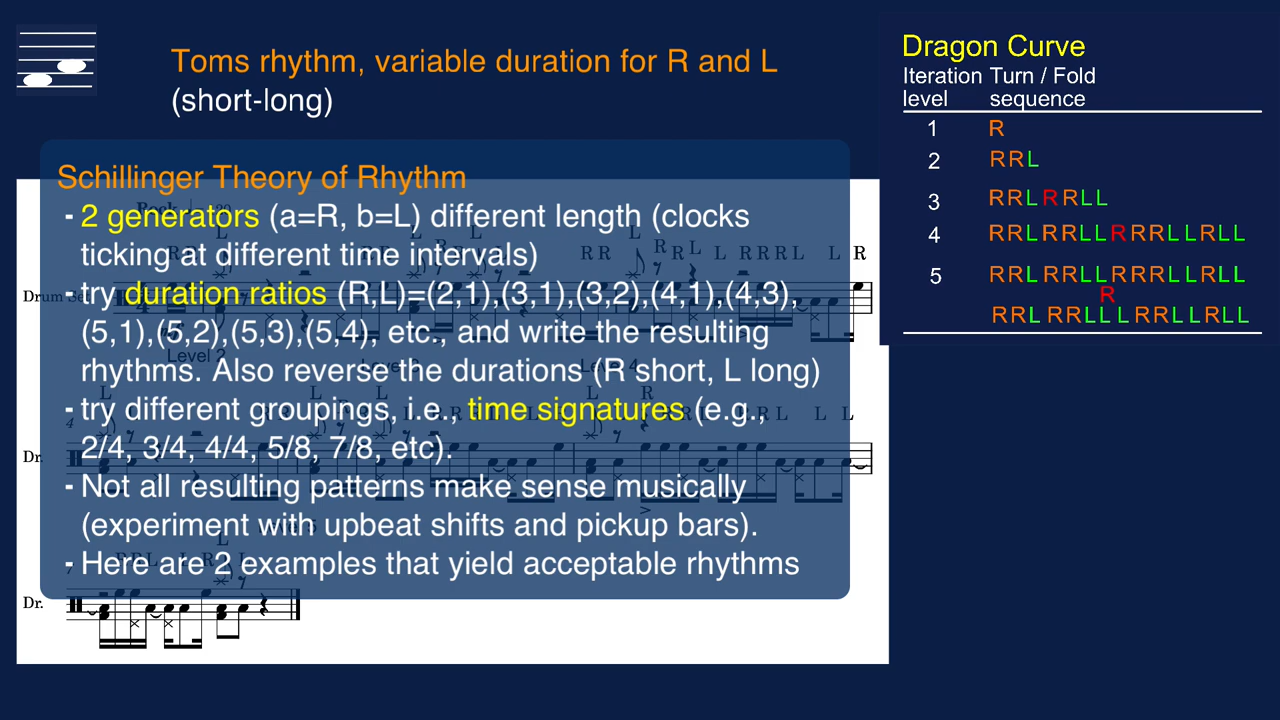 Toms rhythm, variable duration for R and L
(short-long)
Schillinger Theory of Rhythm
- 2 generators (a=R, b=L) different length (clocks
ticking at different time intervals)
- try duration ratios (R,L)=(2,1),(3,1),(3,2),(4,1),(4,3),
(5,1),(5,2),(5,3),(5,4), etc., and write the resulting
rhythms. Also reverse the durations (R short, L long)
- try different groupings, i.e., time signatures (e.g.,
2/4, 3/4, 4/4, 5/8, 7/8, etc).
- Not all resulting patterns make sense musically
(experiment with upbeat shifts and pickup bars).
- Here are 2 examples that yield acceptable rhythms
Level 2
Level 4
Dr.
Dr.
Dragon Curve
Iteration Turn / Fold
level sequence
1 R
2 RRL
3 RRLRRLL
4 RRLRRLLRRRLLRLL
5 RRLRRLLRRRLLRLL
R
RRLRRLLLRRLLRLL